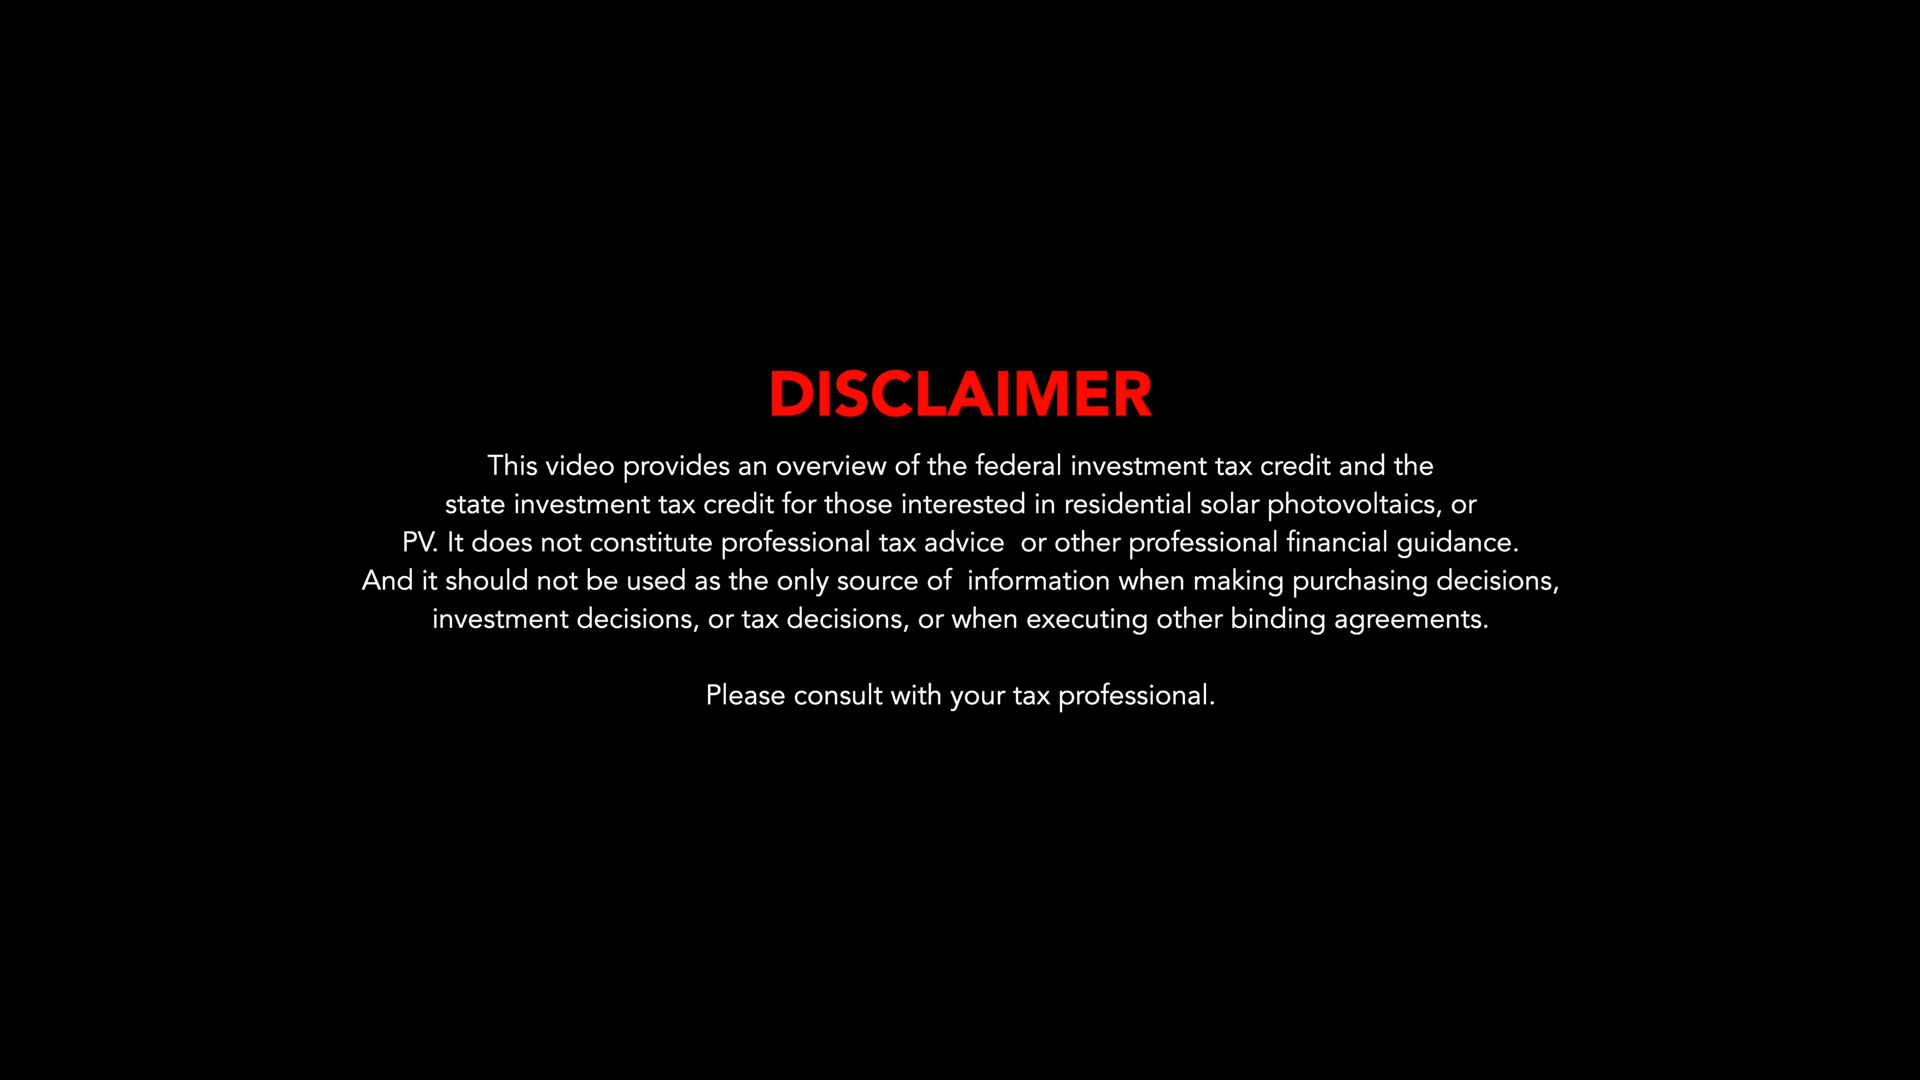 DISCLAIMER
This video provides an overview of the federal investment tax credit and the
state investment tax credit for those interested in residential solar photovoltaics, or
PV. It does not constitute professional tax advice  or other professional financial guidance.
And it should not be used as the only source of  information when making purchasing decisions,
investment decisions, or tax decisions, or when executing other binding agreements.
Please consult with your tax professional.